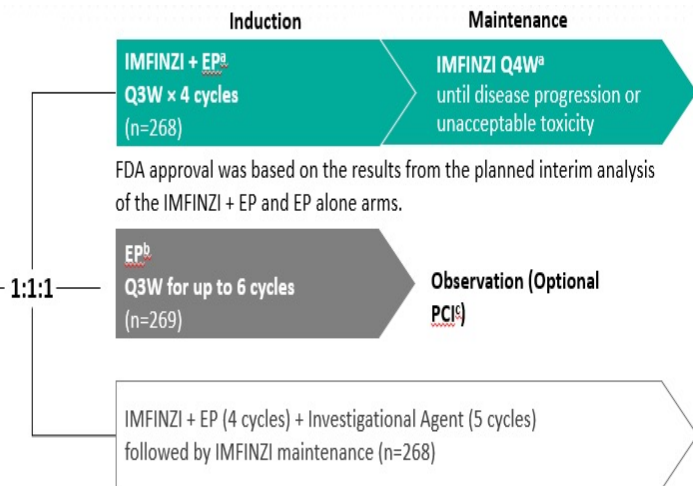 Induction
Maintenance
IMFINZI + EPᵃ
Q3W × 4 cycles
(n=268)
IMFINZI Q4Wᵃ
until disease progression or
unacceptable toxicity
FDA approval was based on the results from the planned interim analysis
of the IMFINZI + EP and EP alone arms.
1:1:1
EPᵇ
Q3W for up to 6 cycles
(n=269)
Observation (Optional
PCIᶜ)
IMFINZI + EP (4 cycles) + Investigational Agent (5 cycles)
followed by IMFINZI maintenance (n=268)